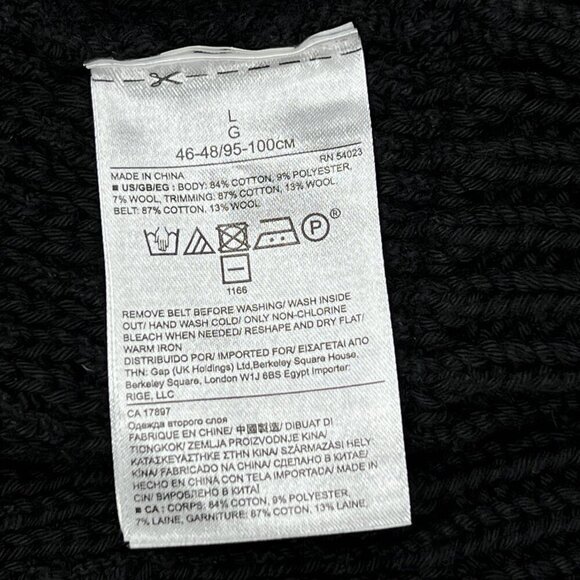 L
G
46-48/95-100CM
RN 54023
MADE IN CHINA
■ US/GB/EG : BODY: 84% COTTON, 9% POLYESTER,
7% WOOL, TRIMMING: 87% COTTON, 13% WOOL.
BELT: 87% COTTON, 13% WOOL
P ®
1166
REMOVE BELT BEFORE WASHING/ WASH INSIDE
OUT/ HAND WASH COLD/ ONLY NON-CHLORINE
BLEACH WHEN NEEDED/ RESHAPE AND DRY FLAT/
WARM IRON
DISTRIBUIDO POR/ IMPORTED FOR/ ΕΙΣΑΓΕΤΑΙ ΑΠΟ
ΤΗΝ: Gap (UK Holdings) Ltd,Berkeley Square House,
Berkeley Square, London W1J 6BS Egypt Importer:
RIGE, LLC
CA 17897
Одежда второго слоя
FABRIQUE EN CHINE/ 中國製造/ DIBUAT DI
TIONGKOK/ ZEMLJA PROIZVODNJE KINA/
ΚΑΤΑΣΚΕΥΑΣΤΗΚΕ ΣΤΗΝ ΚΙΝΑ/ SZÁRMAZÁSI HELY
KÍNA/ FABRICADO NA CHINA/ СДЕЛАНО В КИТАЕ/
HECHO EN CHINA CON TELA IMPORTADA/ MADE IN
ÇİN/ ВИРОБЛЕНО В КИТАЇ
■ CA : CORPS: 84% COTON, 9% POLYESTER,
7% LAINE, GARNITURE: 87% COTON, 13% LAINE,